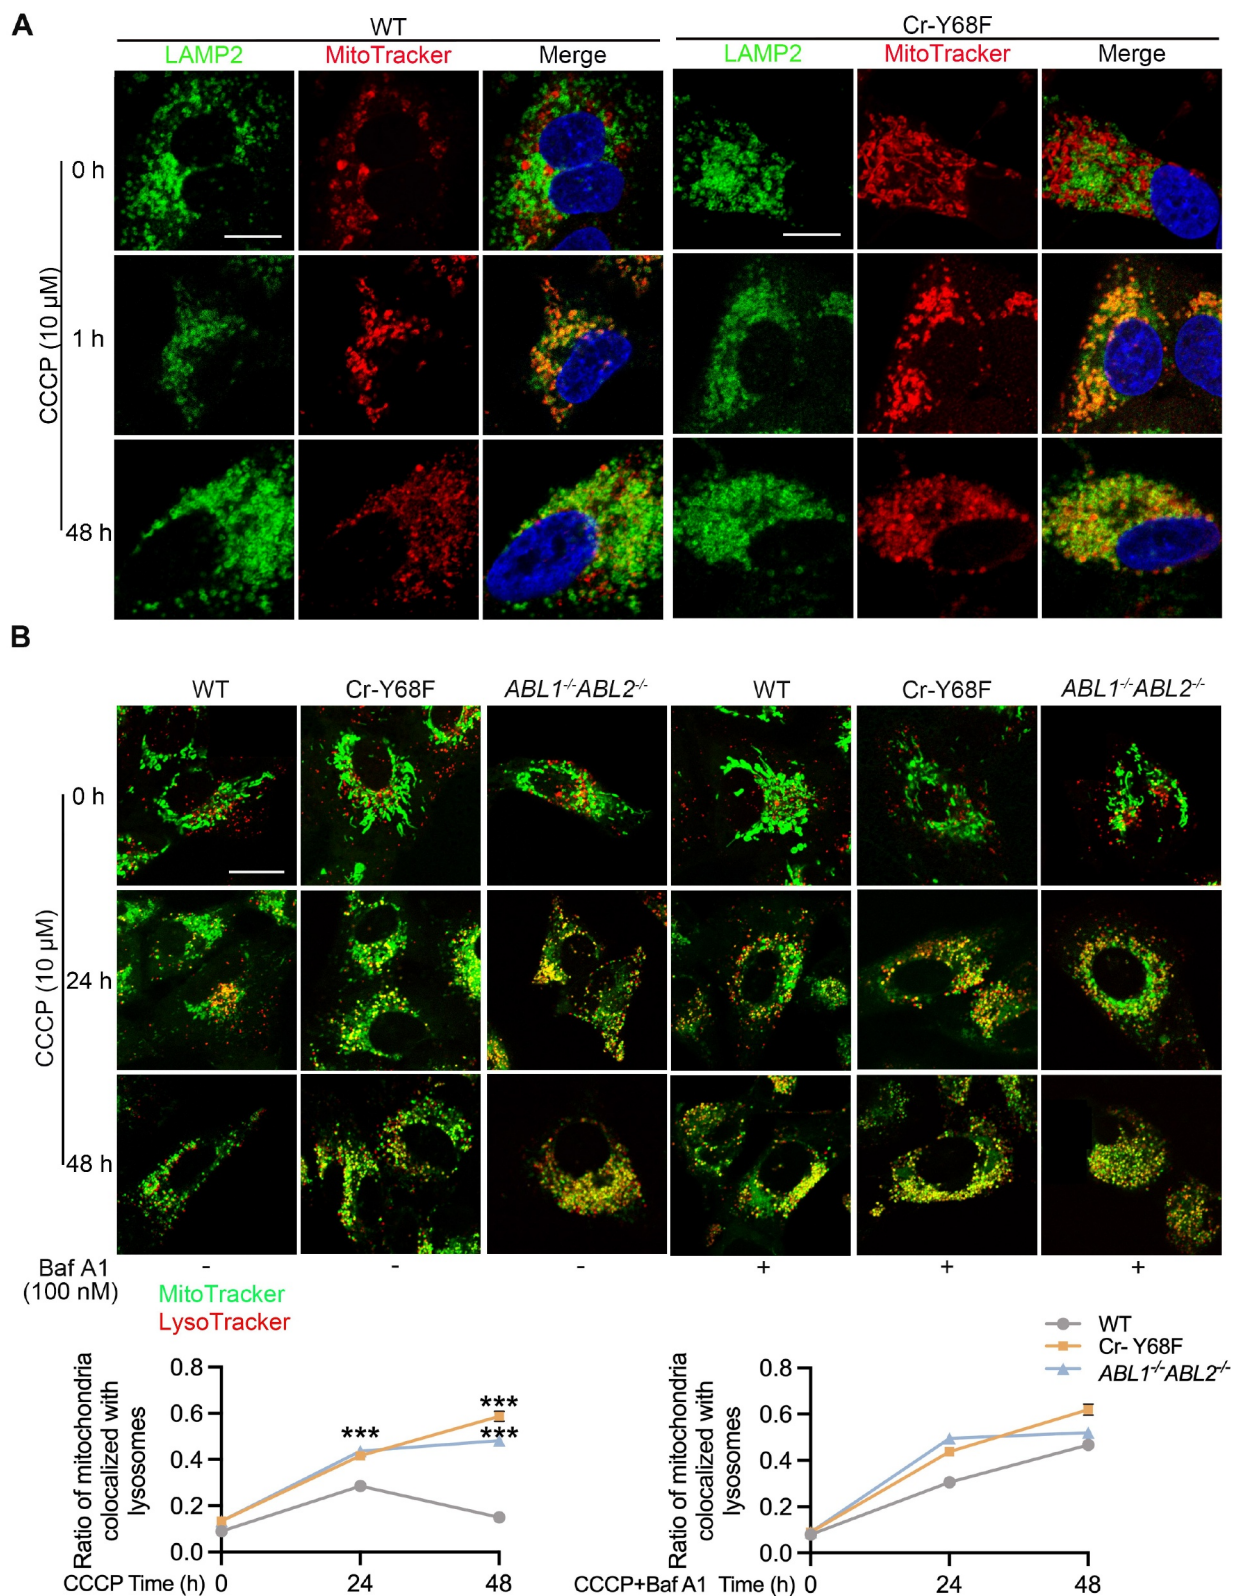 A
WT
Cr-Y68F
LAMP2 MitoTracker Merge LAMP2 MitoTracker Merge
0 h
1 h
48 h
CCCP (10 μM)
B
WT Cr-Y68F ABL1-/-ABL2-/- WT Cr-Y68F ABL1-/-ABL2-/-
0 h
24 h
48 h
CCCP (10 μM)
Baf A1 - - - + + +
(100 nM)
MitoTracker
LysoTracker
WT
Cr- Y68F
ABL1-/-ABL2-/-
Ratio of mitochondria
colocalized with
lysosomes
0.8
0.6
0.4
0.2
0.0
***
***
***
CCCP Time (h) 0 24 48
Ratio of mitochondria
colocalized with
lysosomes
0.8
0.6
0.4
0.2
0.0
CCCP+Baf A1 Time (h) 0 24 48